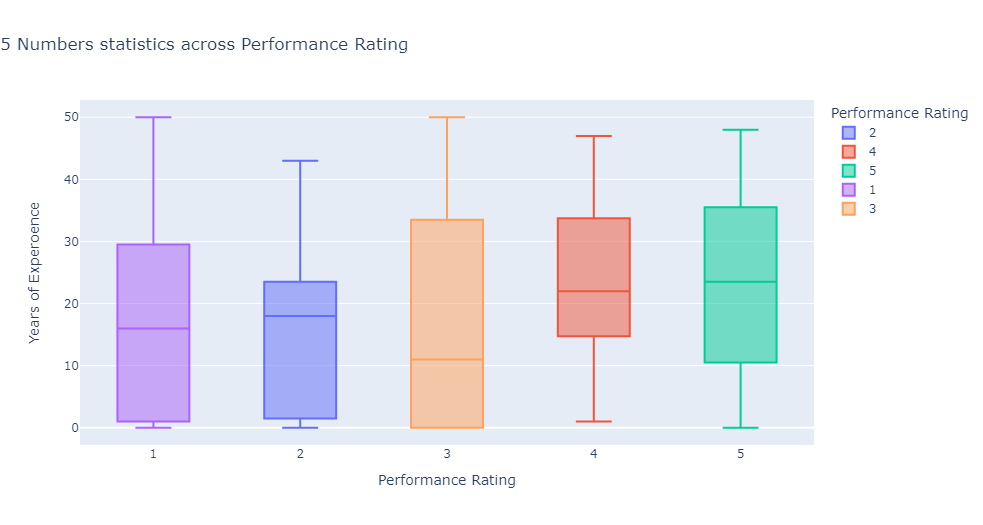 5 Numbers statistics across Performance Rating
Years of Experoence
50
40
30
20
10
0
1 2 3 4 5
Performance Rating
Performance Rating
2
4
5
1
3